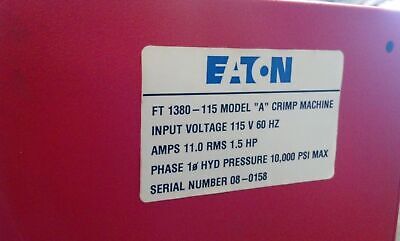 EATON
FT 1380-115 MODEL "A" CRIMP MACHINE
INPUT VOLTAGE 115 V 60 HZ
AMPS 11.0 RMS 1.5 HP
PHASE 1ø HYD PRESSURE 10,000 PSI MAX
SERIAL NUMBER 08-0158